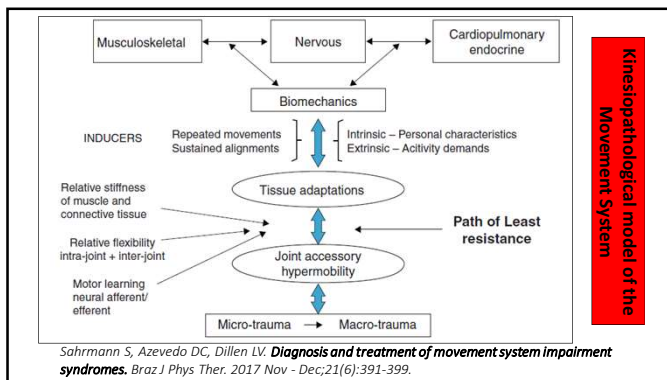 Musculoskeletal
Nervous
Cardiopulmonary
endocrine
Biomechanics
INDUCERS
Repeated movements
Sustained alignments
Intrinsic – Personal characteristics
Extrinsic – Acitivity demands
Tissue adaptations
Relative stiffness
of muscle and
connective tissue
Relative flexibility
intra-joint + inter-joint
Motor learning
neural afferent/
efferent
Path of Least
resistance
Joint accessory
hypermobility
Micro-trauma
Macro-trauma
Kinesiopathological model of the
Movement System
Sahrmann S, Azevedo DC, Dillen LV. Diagnosis and treatment of movement system impairment
syndromes. Braz J Phys Ther. 2017 Nov - Dec;21(6):391-399.